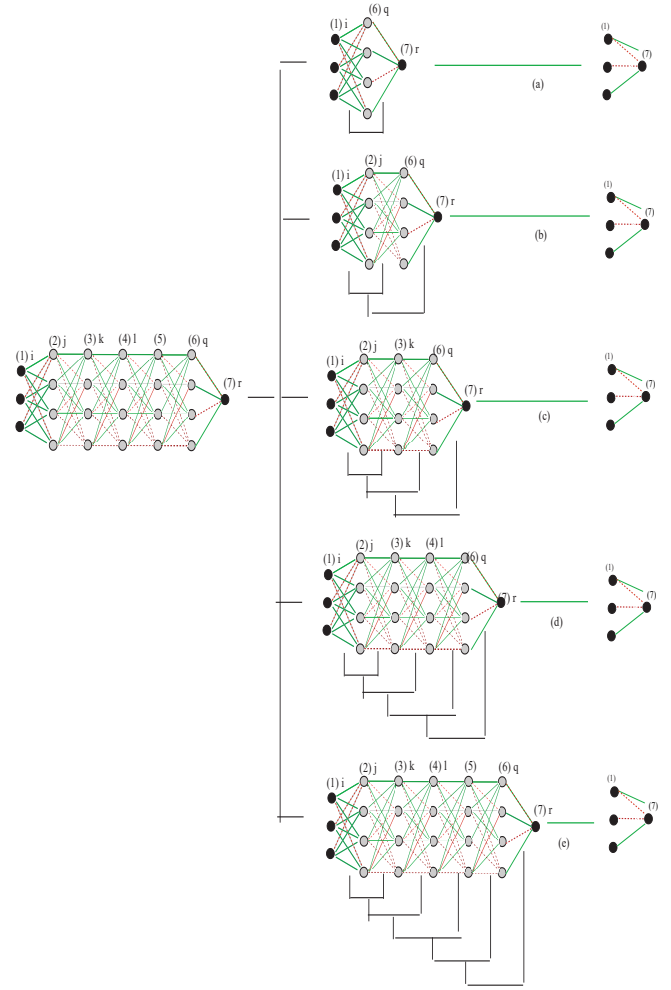 (6) q
(1) i
(7) r
(1)
(7)
(a)
(2) j
(6) q
(1) i
(7) r
(1)
(7)
(b)
(2) j
(3) k
(4) l
(5)
(6) q
(1) i
(7) r
(2) j
(3) k
(6) q
(1) i
(7) r
(1)
(7)
(c)
(2) j
(3) k
(4) l
(6) q
(1) i
(7) r
(1)
(7)
(d)
(2) j
(3) k
(4) l
(5)
(6) q
(1) i
(7) r
(1)
(7)
(e)